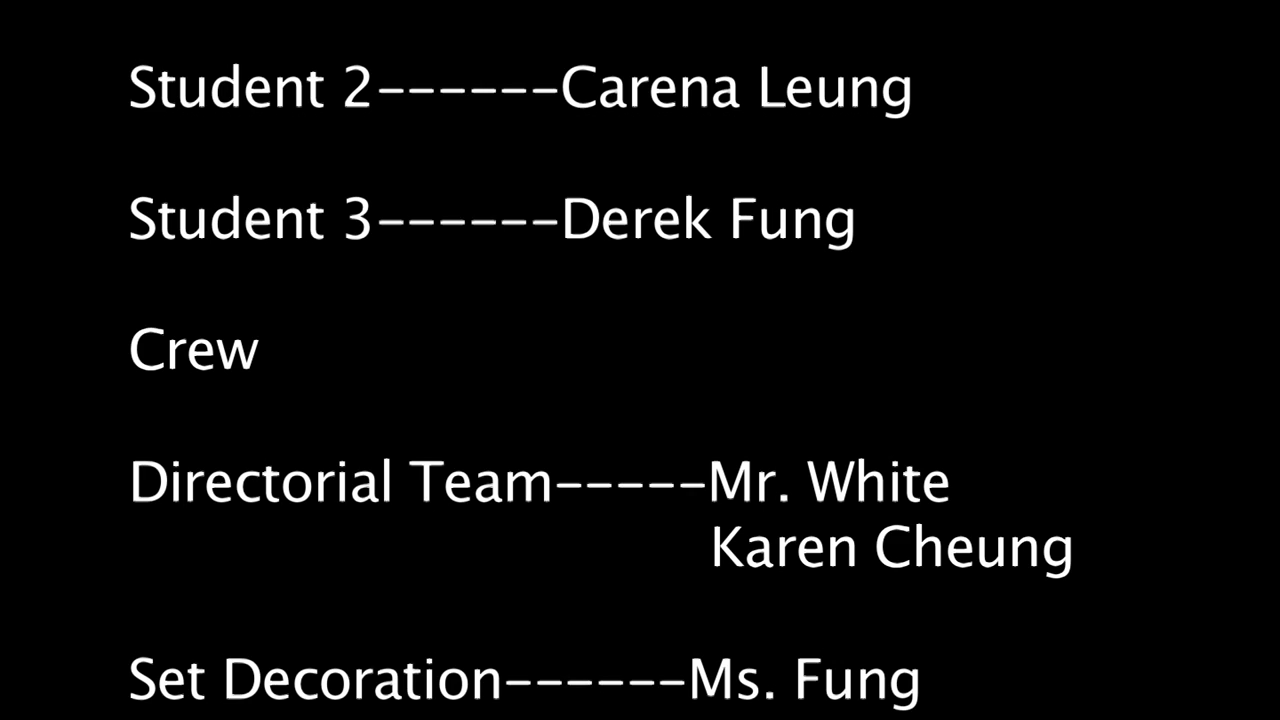 Student 2------Carena Leung
Student 3------Derek Fung
Crew
Directorial Team-----Mr. White
Karen Cheung
Set Decoration------Ms. Fung